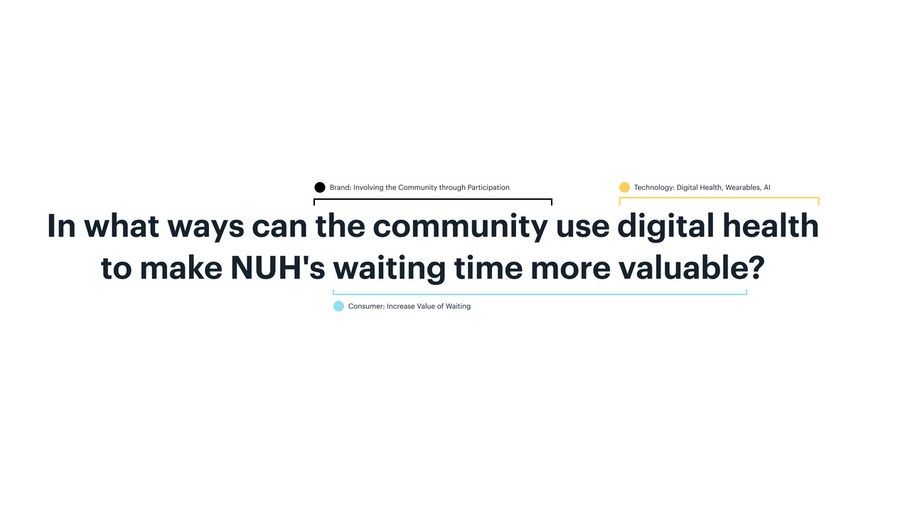 Brand: Involving the Community through Participation
Technology: Digital Health, Wearables, AI
In what ways can the community use digital health
to make NUH's waiting time more valuable?
Consumer: Increase Value of Waiting